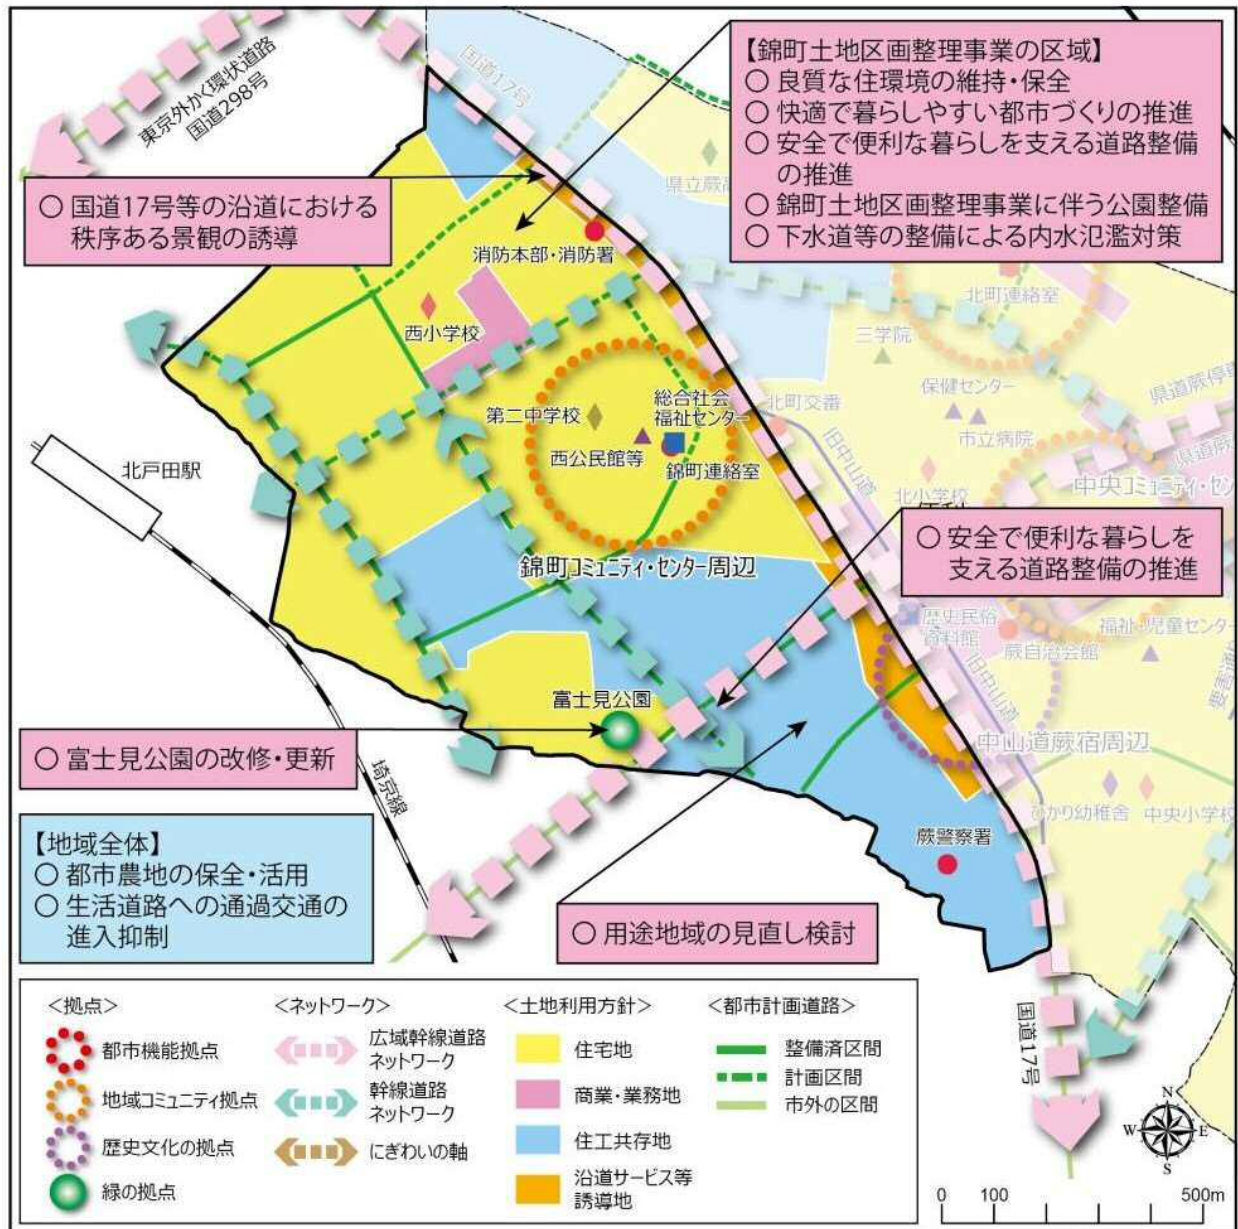 【錦町土地区画整理事業の区域】
○ 良質な住環境の維持・保全
○ 快適で暮らしやすい都市づくりの推進
○ 安全で便利な暮らしを支える道路整備
の推進
○ 錦町土地区画整理事業に伴う公園整備
○ 下水道等の整備による内水氾濫対策
国道17号
東京外かく環状道路
国道298号
○ 国道17号等の沿道における
秩序ある景観の誘導
消防本部・消防署
西小学校
北町連絡室
三学院
保健センター
市立病院
県道蕨停車
県道蕨
第二中学校
総合社会
福祉センター
西公民館等
錦町連絡室
北町交番
旧中山道
北小学校
中央コミュニティ・セン
北戸田駅
○ 安全で便利な暮らしを
支える道路整備の推進
錦町コミュニティ・センター周辺
歴史民俗
資料館
蕨自治会館
福祉・児童センター
旧中山道
富士見公園
中山道蕨宿周辺
○ 富士見公園の改修・更新
埼京線
中央小学校
蕨警察署
【地域全体】
○ 都市農地の保全・活用
○ 生活道路への通過交通の
進入抑制
○ 用途地域の見直し検討
国道17号
<拠点>
都市機能拠点
地域コミュニティ拠点
歴史文化の拠点
緑の拠点
<ネットワーク>
広域幹線道路
ネットワーク
幹線道路
ネットワーク
にぎわいの軸
<土地利用方針>
住宅地
商業・業務地
住工共存地
沿道サービス等
誘導地
<都市計画道路>
整備済区間
計画区間
市外の区間
N
W
E
S
0 100 500m